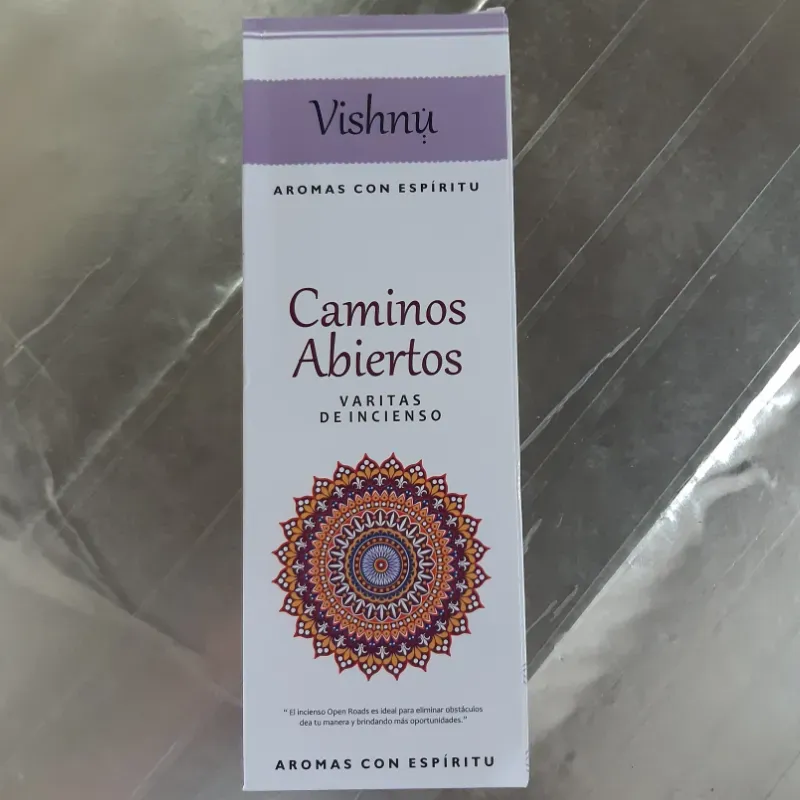 Vishnu
AROMAS CON ESPÍRITU
Caminos
Abiertos
VARITAS
DE INCIENSO
" El incienso Open Roads es ideal para eliminar obstáculos
dea tu manera y brindando más oportunidades."
AROMAS CON ESPÍRITU